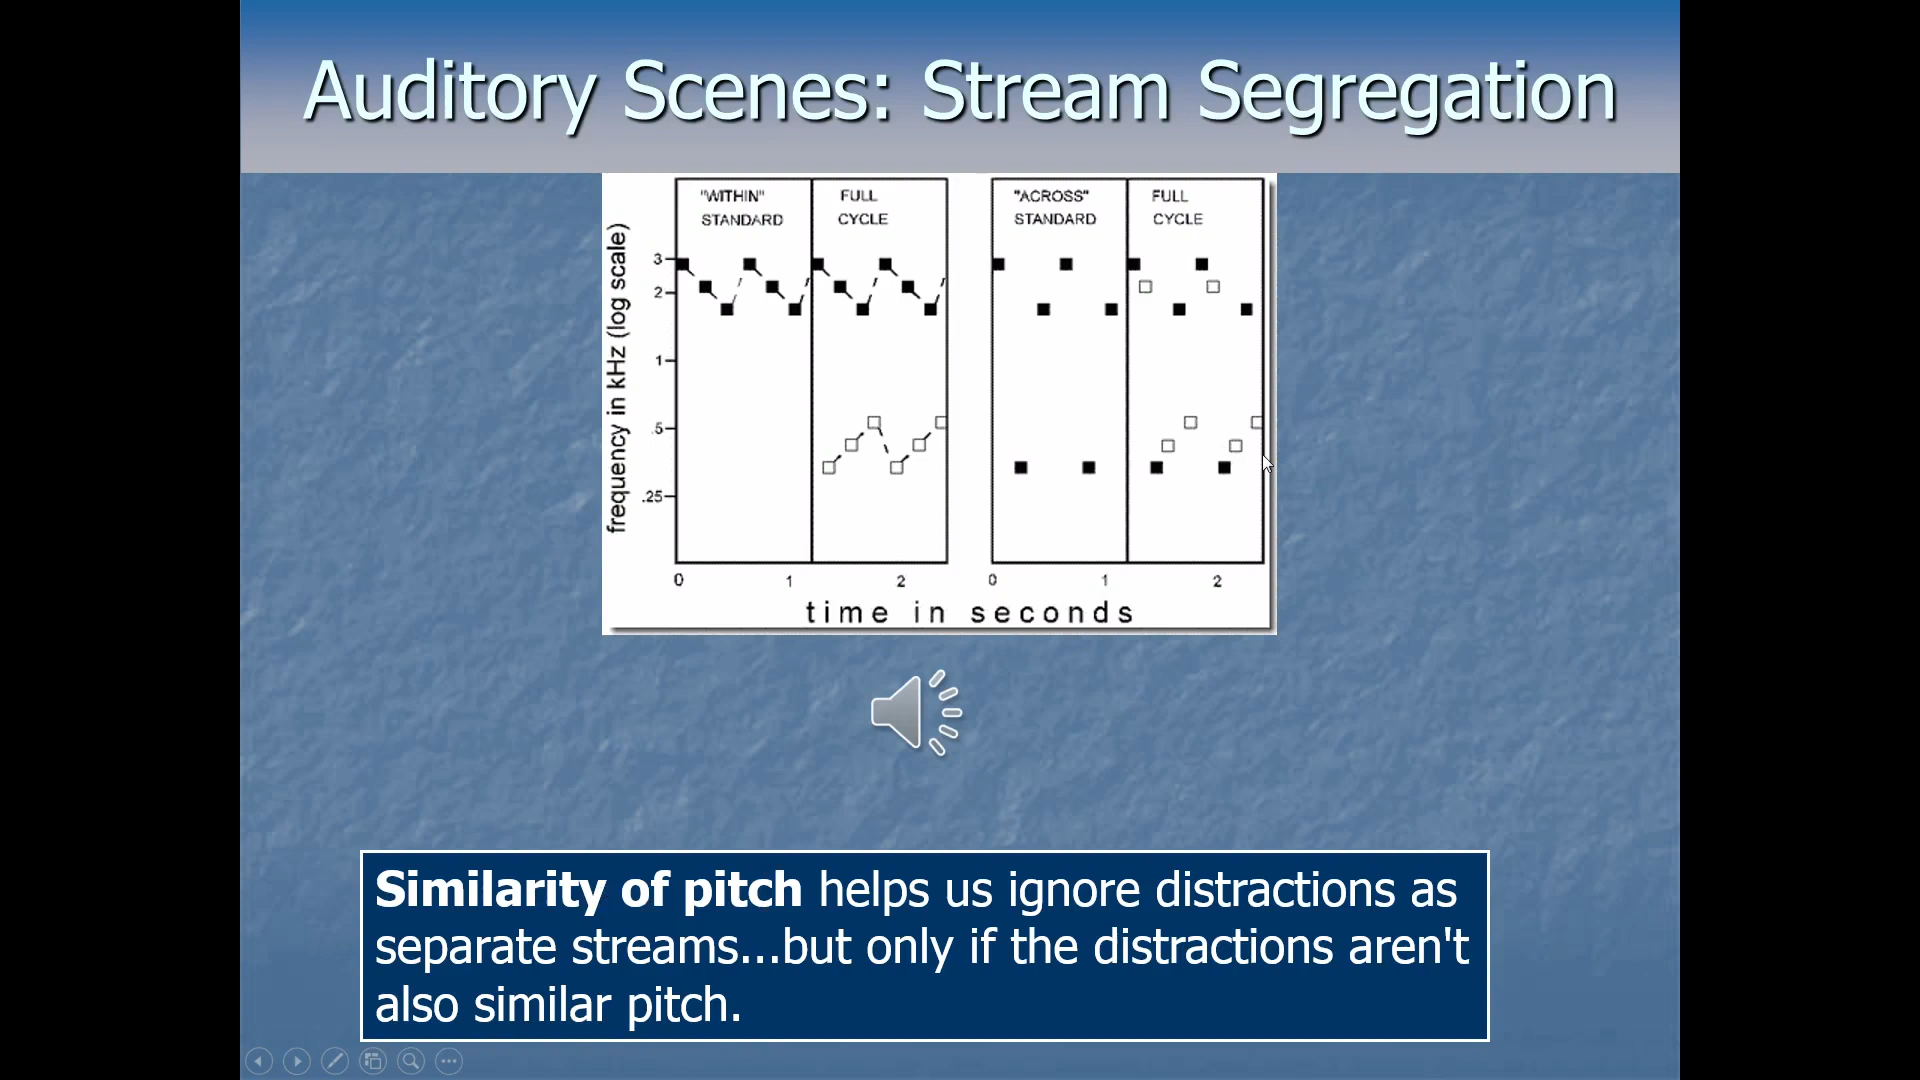 Auditory Scenes: Stream Segregation
"WITHIN" STANDARD
FULL CYCLE
"ACROSS" STANDARD
FULL CYCLE
frequency in kHz (log scale)
3
2
1
.5
.25
0 1 2
0 1 2
time in seconds
Similarity of pitch helps us ignore distractions as
separate streams...but only if the distractions aren't
also similar pitch.